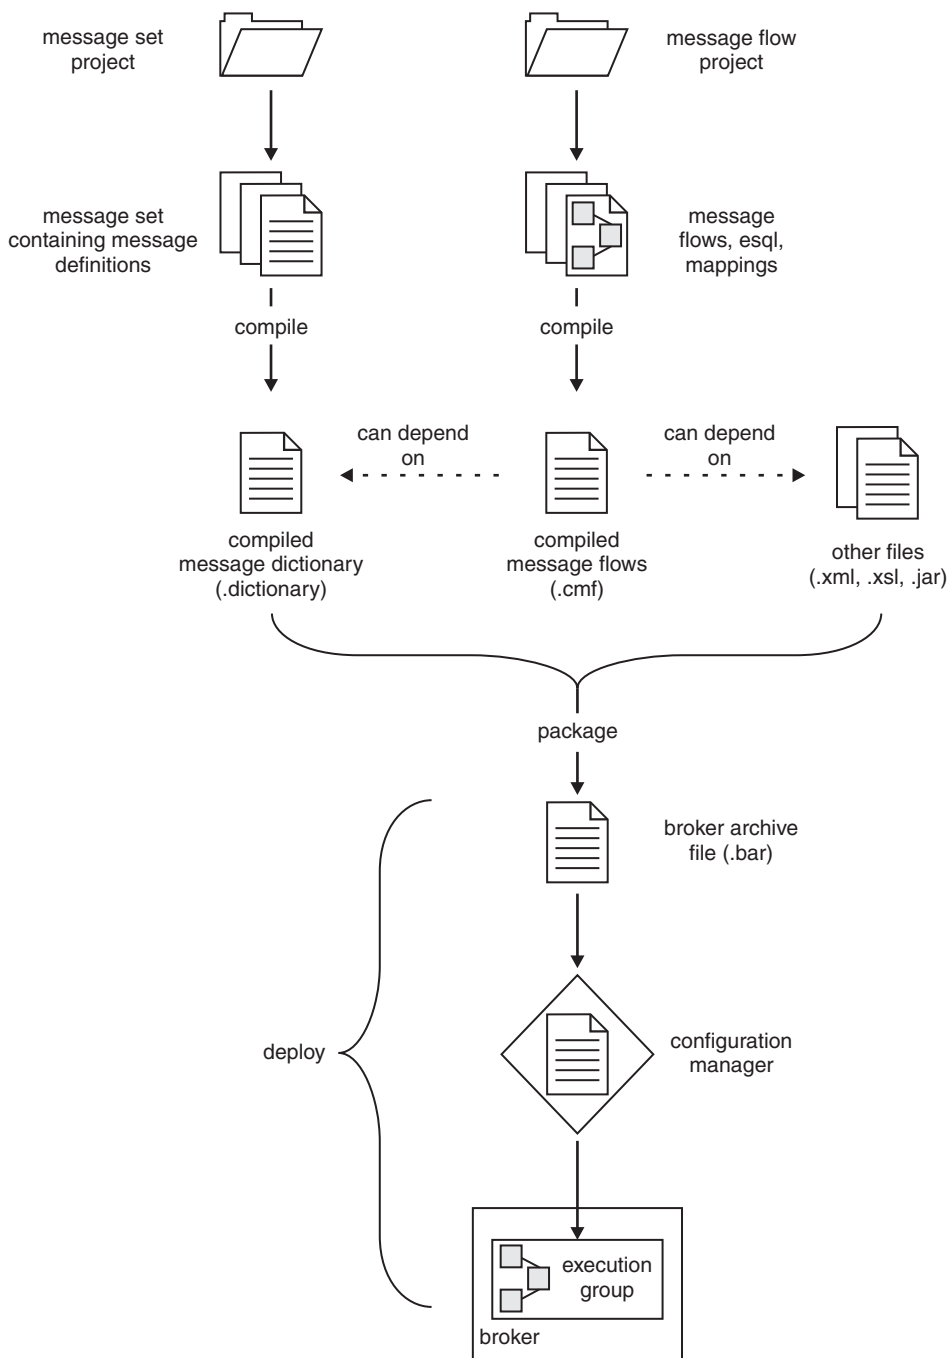 message set
project
message flow
project
message set
containing message
definitions
message
flows, esql,
mappings
compile
compile
can depend
on
can depend
on
compiled
message dictionary
(.dictionary)
compiled
message flows
(.cmf)
other files
(.xml, .xsl, .jar)
package
broker archive
file (.bar)
deploy
configuration
manager
execution
group
broker